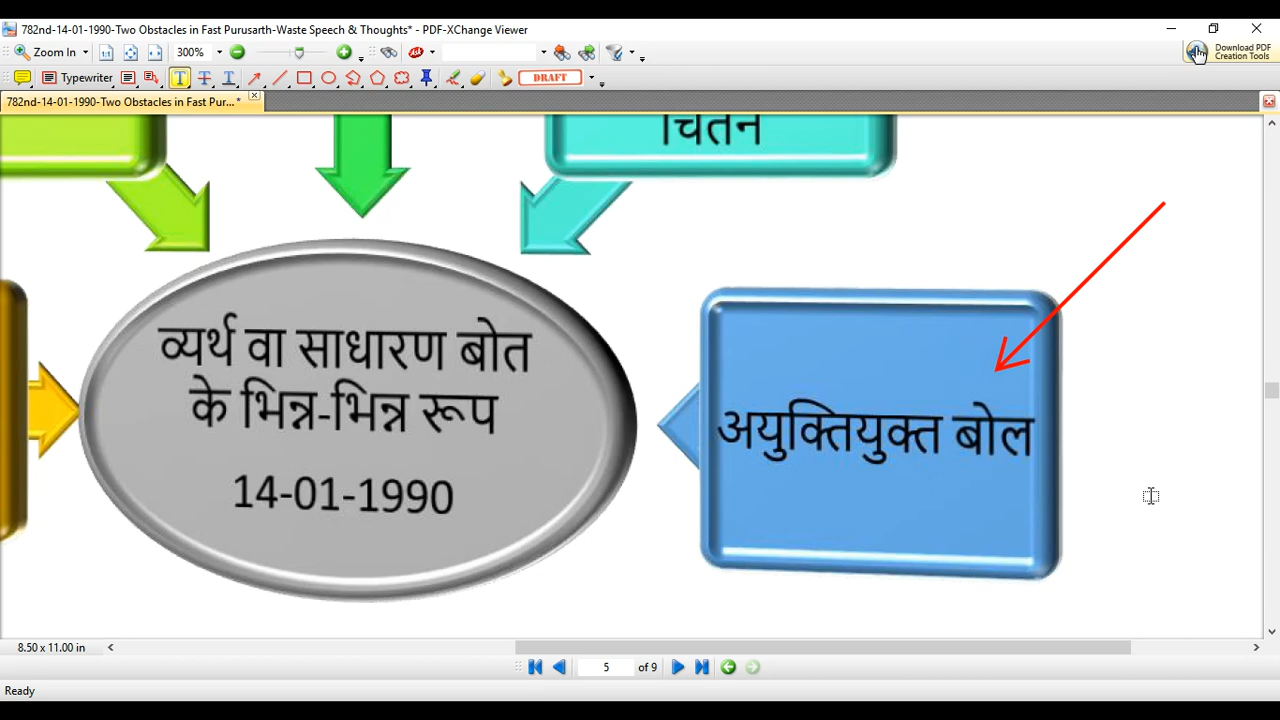 782nd-14-01-1990-Two Obstacles in Fast Purusarth-Waste Speech & Thoughts* - PDF-XChange Viewer
Zoom In 300% Download PDF
Creation Tools
Typewriter DRAFT
782nd-14-01-1990-Two Obstacles in Fast Pur... *
चिंतन
व्यर्थ वा साधारण बोत
के भिन्न-भिन्न रूप
14-01-1990
अयुक्तियुक्त बोल
8.50 x 11.00 in
5 of 9
Ready